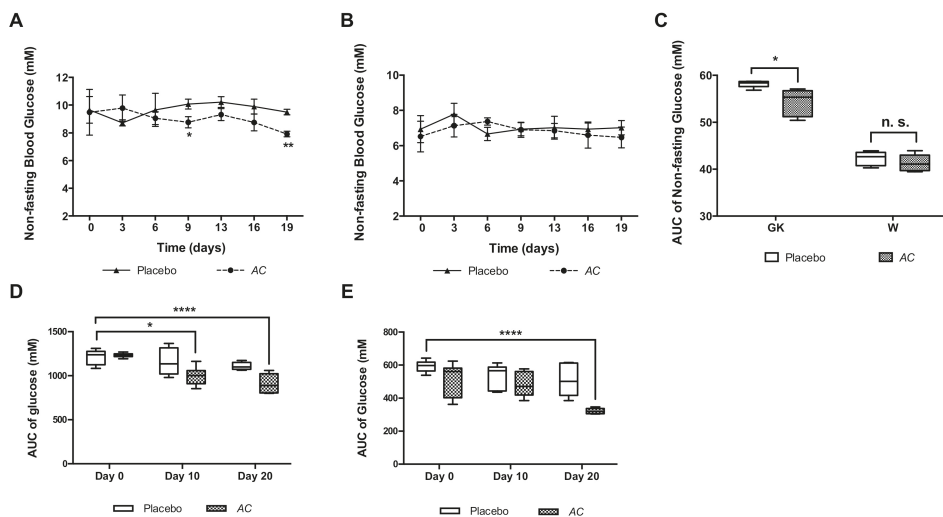 A
Non-fasting Blood Glucose (mM)
12
10
8
6
4
2
*
**
0 3 6 9 13 16 19
Time (days)
Placebo AC
B
Non-fasting Blood Glucose (mM)
10
8
6
4
2
0 3 6 9 13 16 19
Time (days)
Placebo AC
C
AUC of Non-fasting Glucose (mM)
60
50
40
30
*
n. s.
GK W
Placebo AC
D
AUC of glucose (mM)
1500
1000
500
0
****
*
Day 0 Day 10 Day 20
Placebo AC
E
AUC of Glucose (mM)
800
600
400
200
0
****
Day 0 Day 10 Day 20
Placebo AC